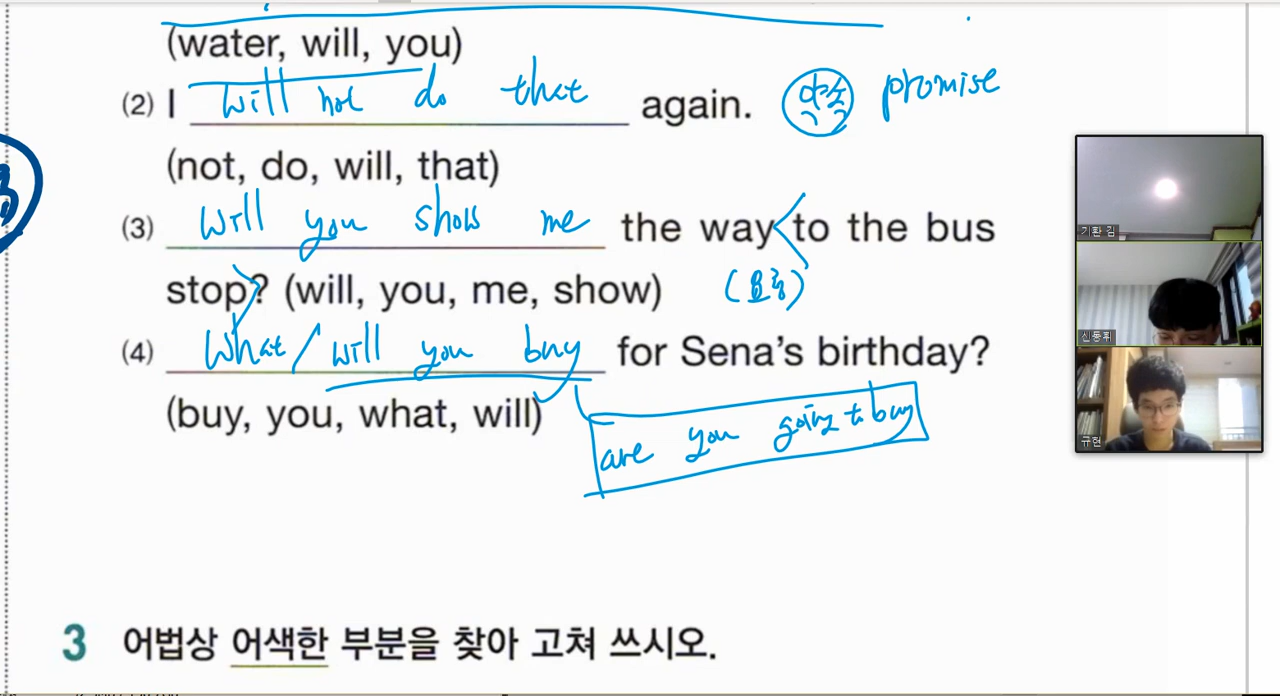 (water, will, you)
(2) I will not do that again. 약속 promise
(not, do, will, that)
(3) Will you show me the way to the bus
stop? (will, you, me, show) (요청)
(4) What / will you buy for Sena's birthday?
(buy, you, what, will)
are you going to buy
3 어법상 어색한 부분을 찾아 고쳐 쓰시오.
기환 김
신동휘
규현